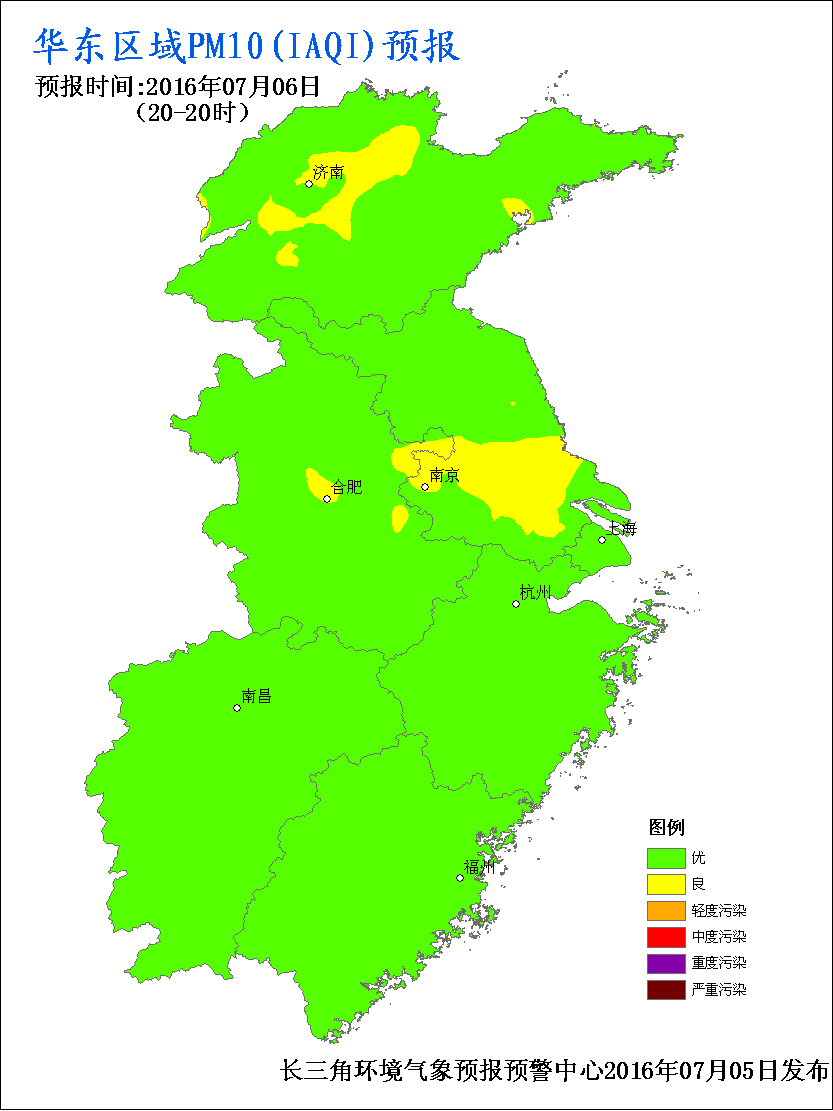 华东区域PM10(IAQI)预报
预报时间:2016年07月06日
(20-20时)
济南
南京
合肥
上海
杭州
南昌
福州
图例
优
良
轻度污染
中度污染
重度污染
严重污染
长三角环境气象预报预警中心2016年07月05日发布